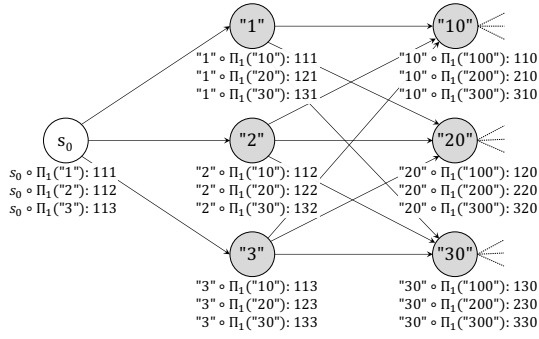 "1"
"10"
"1" ∘ Π₁("10"): 111
"1" ∘ Π₁("20"): 121
"1" ∘ Π₁("30"): 131
"10" ∘ Π₁("100"): 110
"10" ∘ Π₁("200"): 210
"10" ∘ Π₁("300"): 310
s₀
"2"
"20"
s₀ ∘ Π₁("1"): 111
s₀ ∘ Π₁("2"): 112
s₀ ∘ Π₁("3"): 113
"2" ∘ Π₁("10"): 112
"2" ∘ Π₁("20"): 122
"2" ∘ Π₁("30"): 132
"20" ∘ Π₁("100"): 120
"20" ∘ Π₁("200"): 220
"20" ∘ Π₁("300"): 320
"3"
"30"
"3" ∘ Π₁("10"): 113
"3" ∘ Π₁("20"): 123
"3" ∘ Π₁("30"): 133
"30" ∘ Π₁("100"): 130
"30" ∘ Π₁("200"): 230
"30" ∘ Π₁("300"): 330